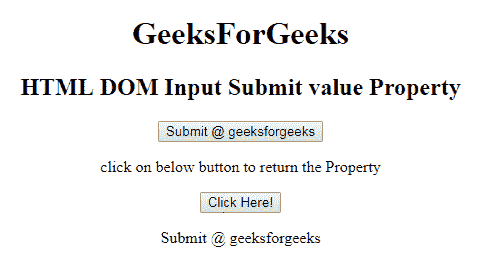 GeeksForGeeks
HTML DOM Input Submit value Property
Submit @ geeksforgeeks
click on below button to return the Property
Click Here!
Submit @ geeksforgeeks